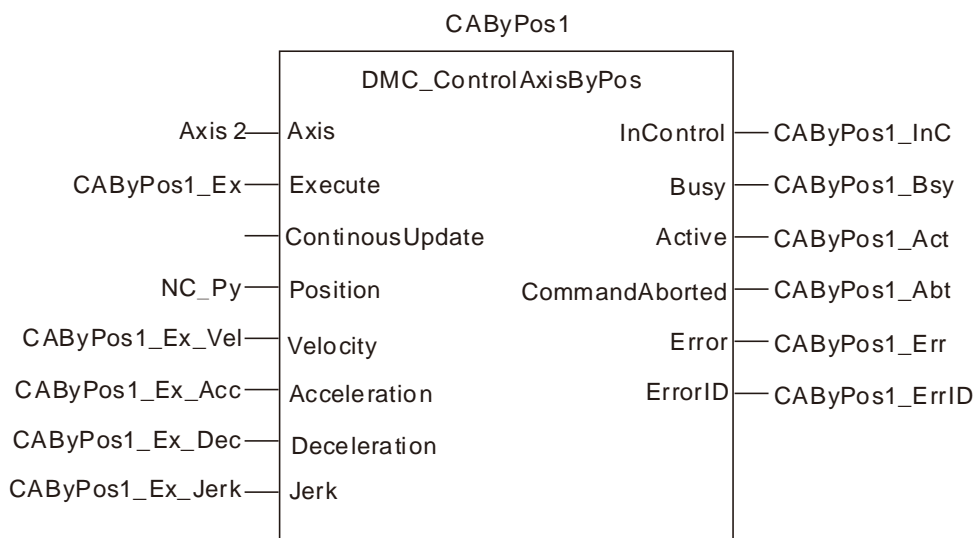 CAByPos1
DMC_ControlAxisByPos
Axis 2 Axis InControl CAByPos1_InC
CAByPos1_Ex Execute Busy CAByPos1_Bsy
ContinousUpdate Active CAByPos1_Act
NC_Py Position CommandAborted CAByPos1_Abt
CAByPos1_Ex_Vel Velocity Error CAByPos1_Err
CAByPos1_Ex_Acc Acceleration ErrorID CAByPos1_ErrID
CAByPos1_Ex_Dec Deceleration
CAByPos1_Ex_Jerk Jerk